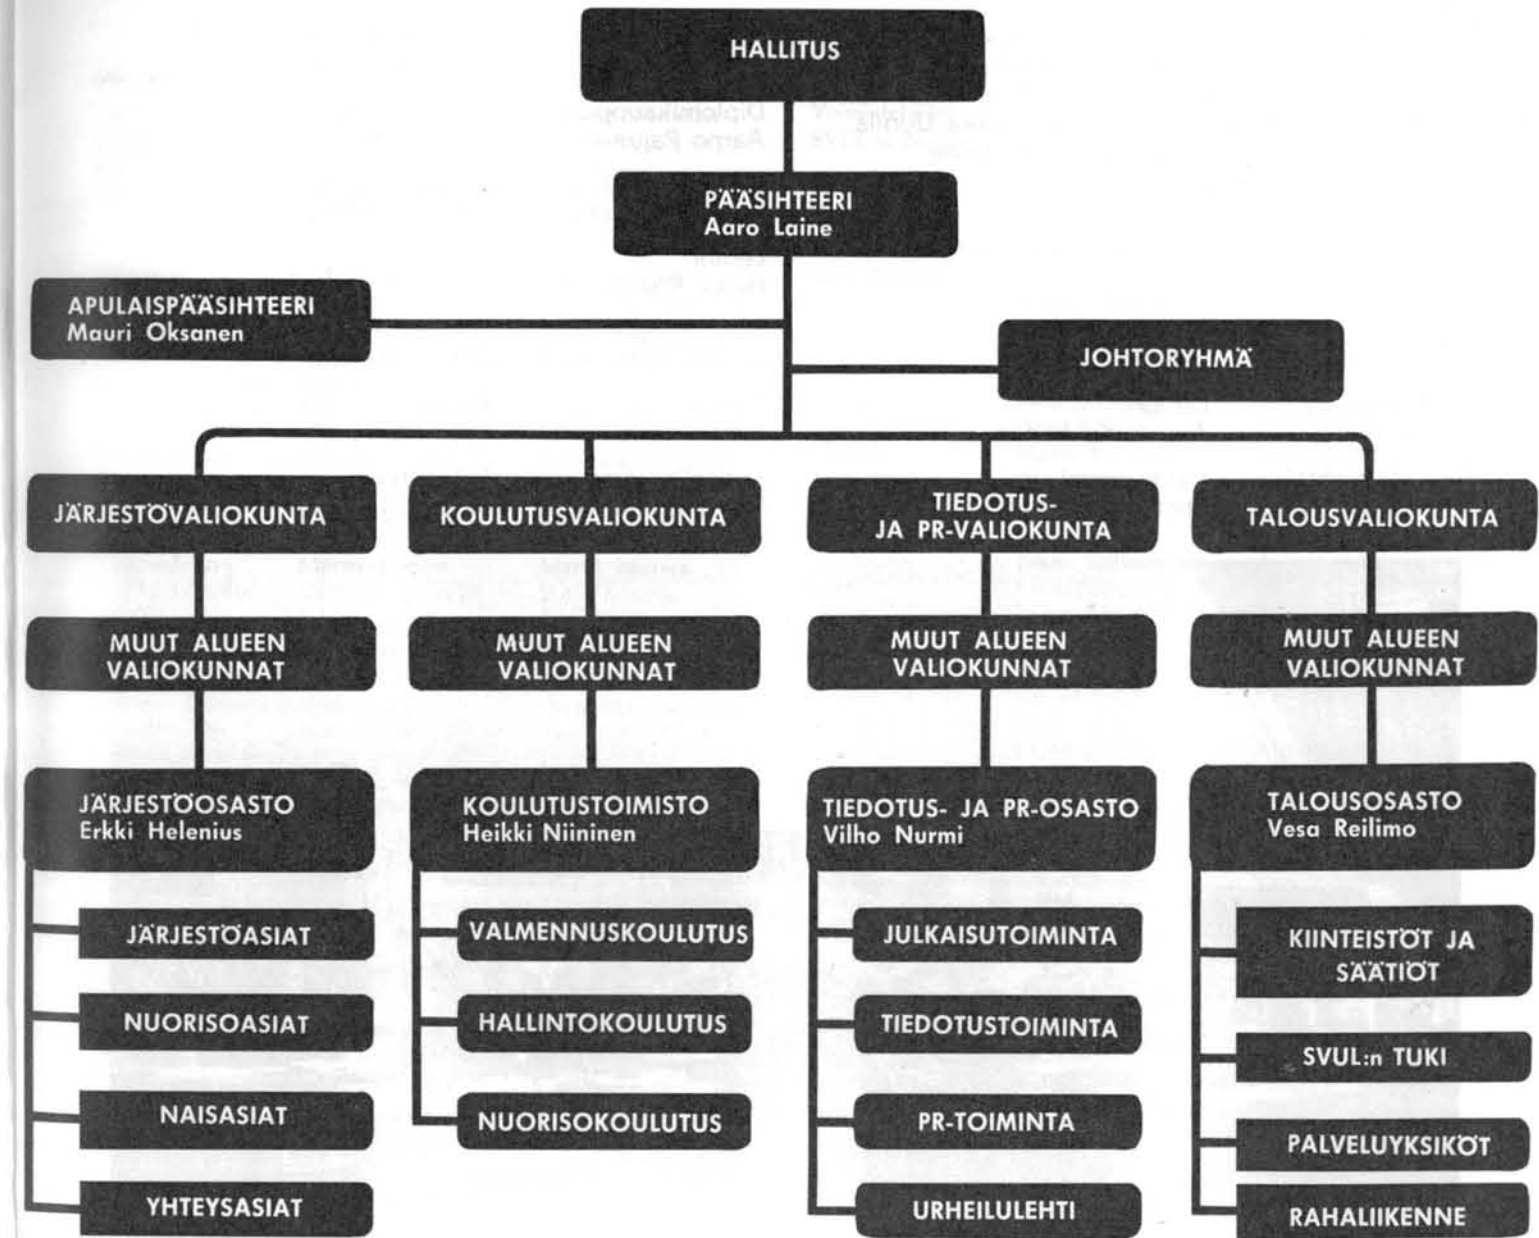 HALLITUS
PÄÄSIHTEERI
Aaro Laine
APULAISPÄÄSIHTEERI
Mauri Oksanen
JOHTORYHMÄ
JÄRJESTÖVALIOKUNTA
KOULUTUSVALIOKUNTA
TIEDOTUS-
JA PR-VALIOKUNTA
TALOUSVALIOKUNTA
MUUT ALUEEN
VALIOKUNNAT
MUUT ALUEEN
VALIOKUNNAT
MUUT ALUEEN
VALIOKUNNAT
MUUT ALUEEN
VALIOKUNNAT
JÄRJESTÖOSASTO
Erkki Helenius
JÄRJESTÖASIAT
NUORISOASIAT
NAISASIAT
YHTEYSASIAT
KOULUTUSTOIMISTO
Heikki Niininen
VALMENNUSKOULUTUS
HALLINTOKOULUTUS
NUORISOKOULUTUS
TIEDOTUS- JA PR-OSASTO
Vilho Nurmi
JULKAISUTOIMINTA
TIEDOTUSTOIMINTA
PR-TOIMINTA
URHEILULEHTI
TALOUSOSASTO
Vesa Reilimo
KIINTEISTÖT JA
SÄÄTIÖT
SVUL:n TUKI
PALVELUYKSIKÖT
RAHALIIKENNE